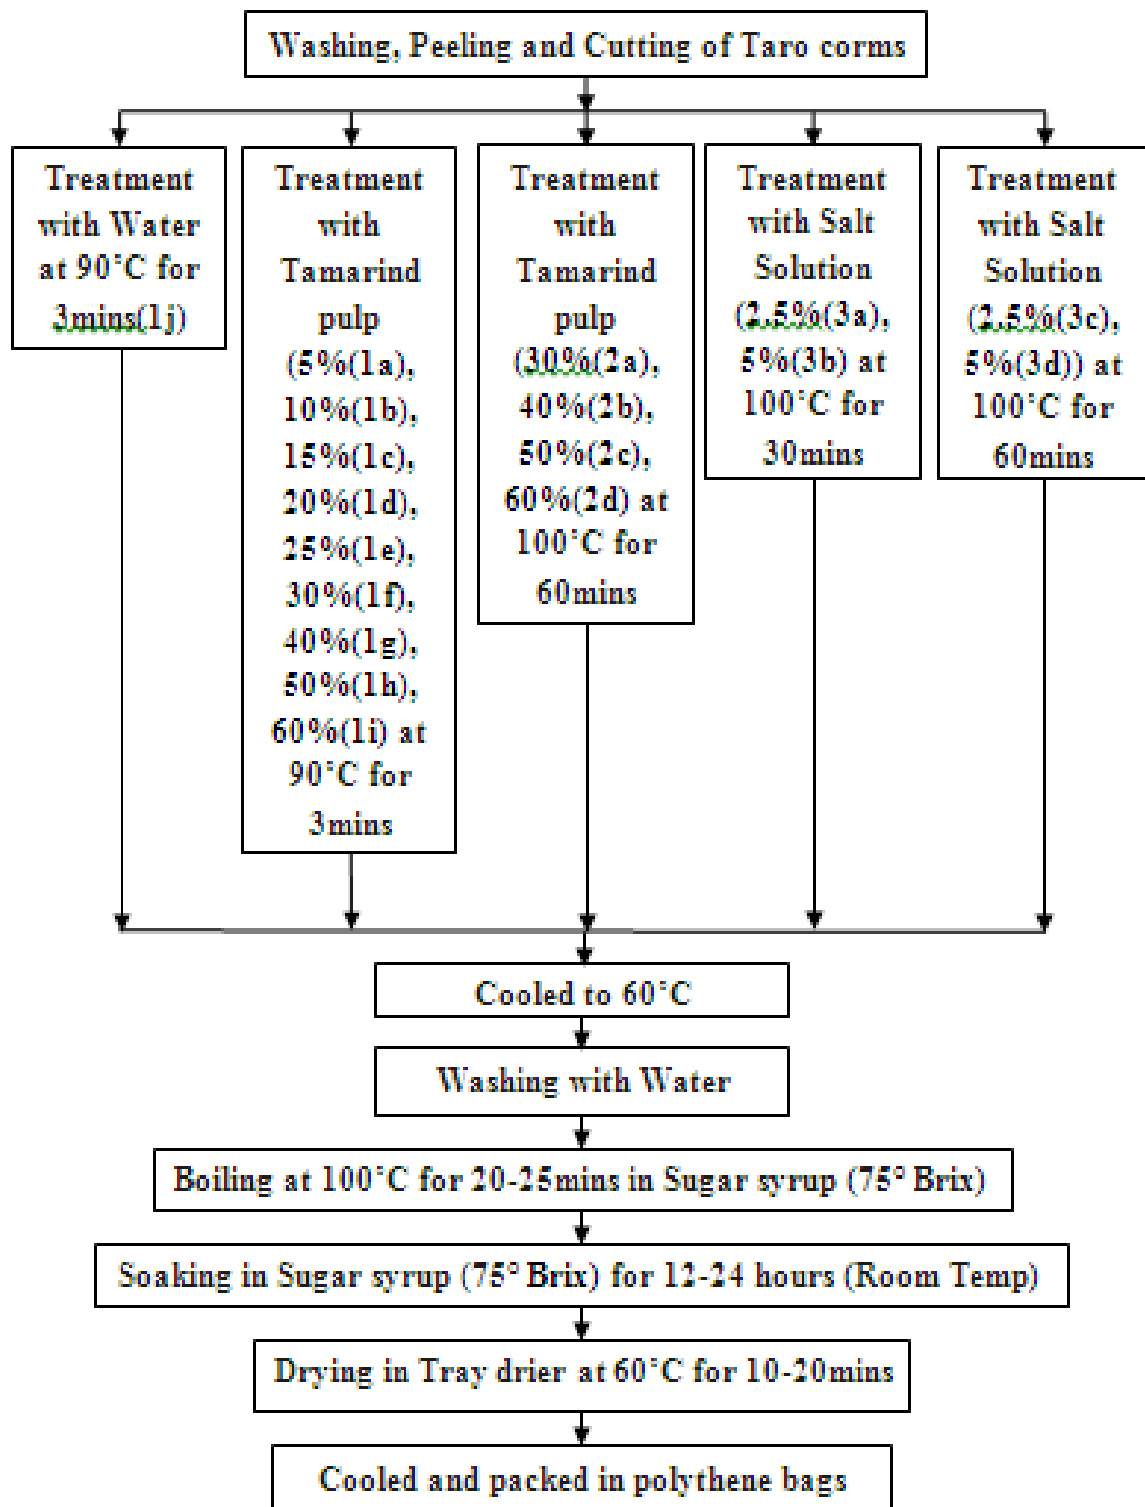 Washing, Peeling and Cutting of Taro corms
Treatment
with Water
at 90°C for
3mins(1j)
Treatment
with
Tamarind
pulp
(5%(1a),
10%(1b),
15%(1c),
20%(1d),
25%(1e),
30%(1f),
40%(1g),
50%(1h),
60%(1i) at
90°C for
3mins
Treatment
with
Tamarind
pulp
(30%(2a),
40%(2b),
50%(2c),
60%(2d) at
100°C for
60mins
Treatment
with Salt
Solution
(2.5%(3a),
5%(3b) at
100°C for
30mins
Treatment
with Salt
Solution
(2.5%(3c),
5%(3d)) at
100°C for
60mins
Cooled to 60°C
Washing with Water
Boiling at 100°C for 20-25mins in Sugar syrup (75° Brix)
Soaking in Sugar syrup (75° Brix) for 12-24 hours (Room Temp)
Drying in Tray drier at 60°C for 10-20mins
Cooled and packed in polythene bags